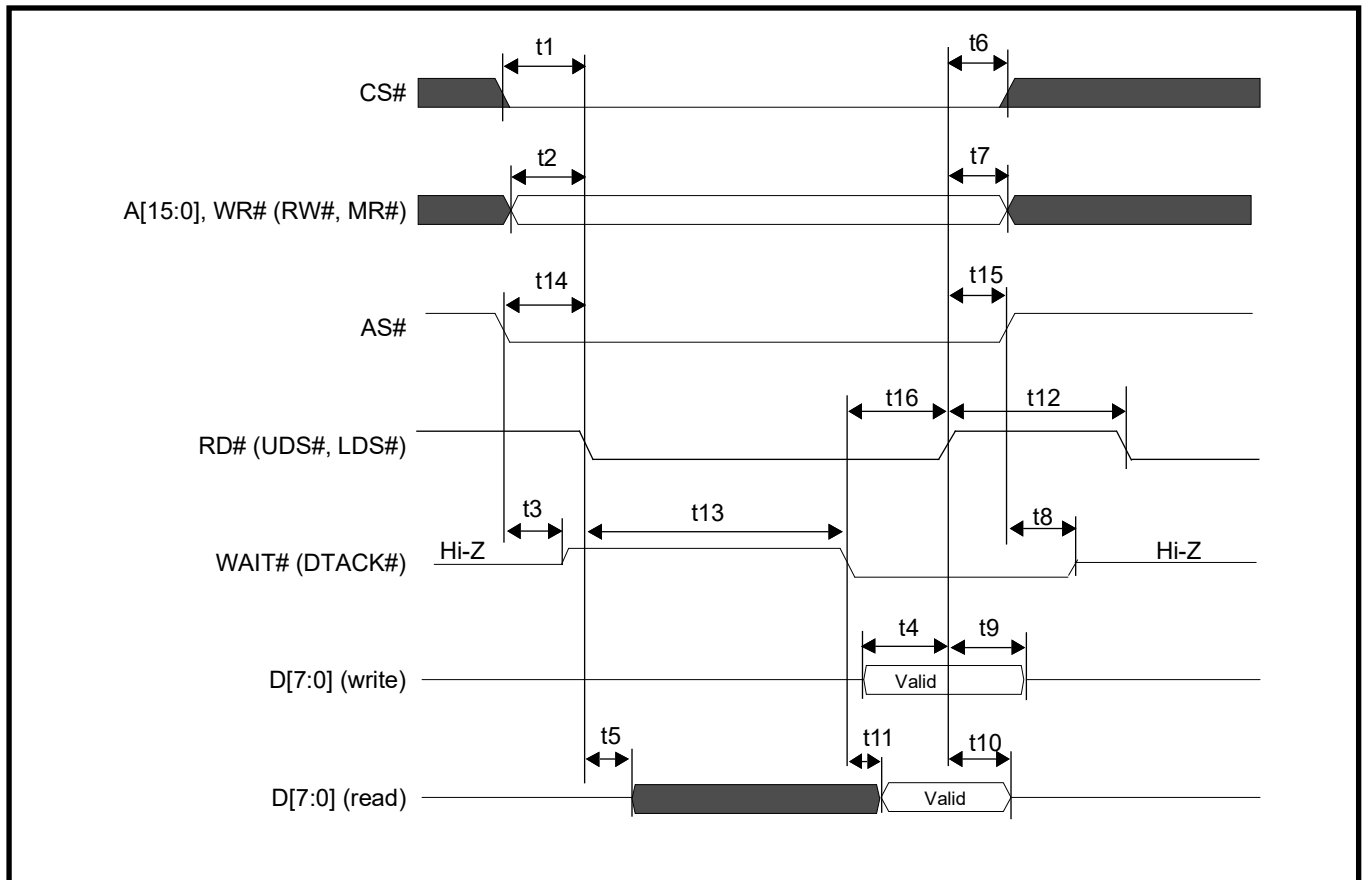 t1 t6
CS#
t2 t7
A[15:0], WR# (RW#, MR#)
t14 t15
AS#
t16 t12
RD# (UDS#, LDS#)
t3 t13 t8
WAIT# (DTACK#) Hi-Z Hi-Z
t4 t9
D[7:0] (write) Valid
t5 t11 t10
D[7:0] (read) Valid